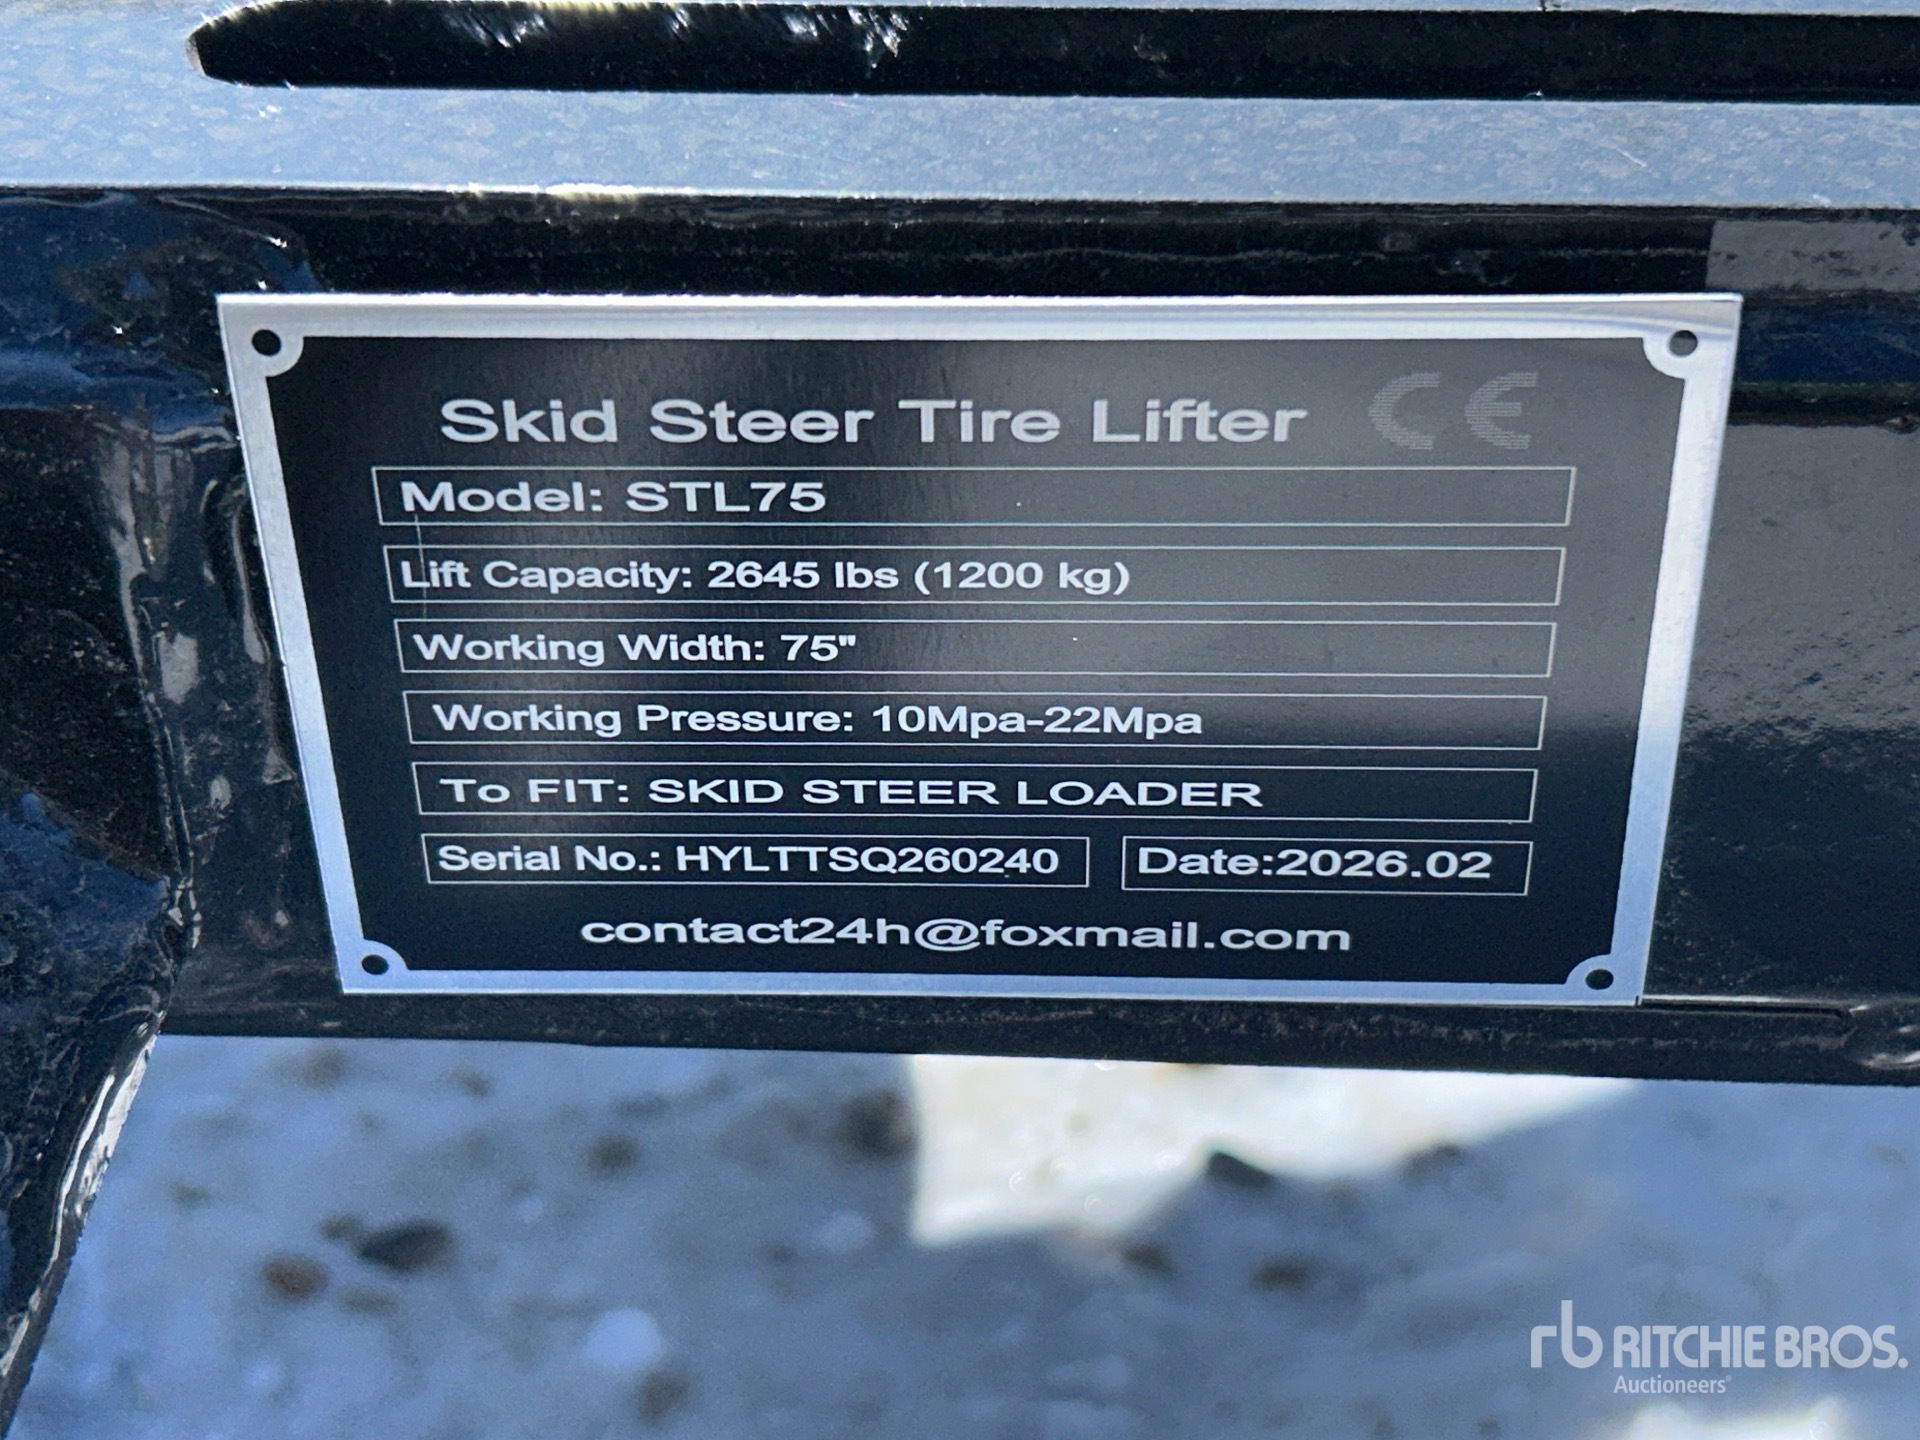 Skid Steer Tire Lifter CE
Model: STL75
Lift Capacity: 2645 lbs (1200 kg)
Working Width: 75"
Working Pressure: 10Mpa-22Mpa
To FIT: SKID STEER LOADER
Serial No.: HYLTTSQ260240 Date:2026.02
contact24h@foxmail.com
rb RITCHIE BROS.
Auctioneers®